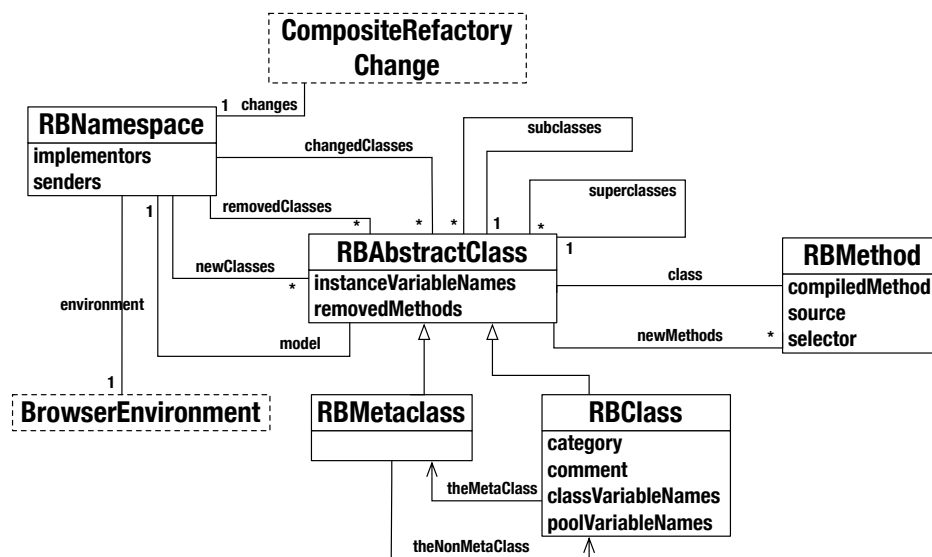 CompositeRefactory
Change
1 changes
RBNamespace
implementors
senders
changedClasses
subclasses
superclasses
1
removedClasses
*
*
*
1
*
1
RBAbstractClass
instanceVariableNames
removedMethods
newClasses
*
environment
model
class
RBMethod
compiledMethod
source
selector
newMethods
*
1
BrowserEnvironment
RBMetaclass
RBClass
category
comment
classVariableNames
poolVariableNames
theMetaClass
theNonMetaClass